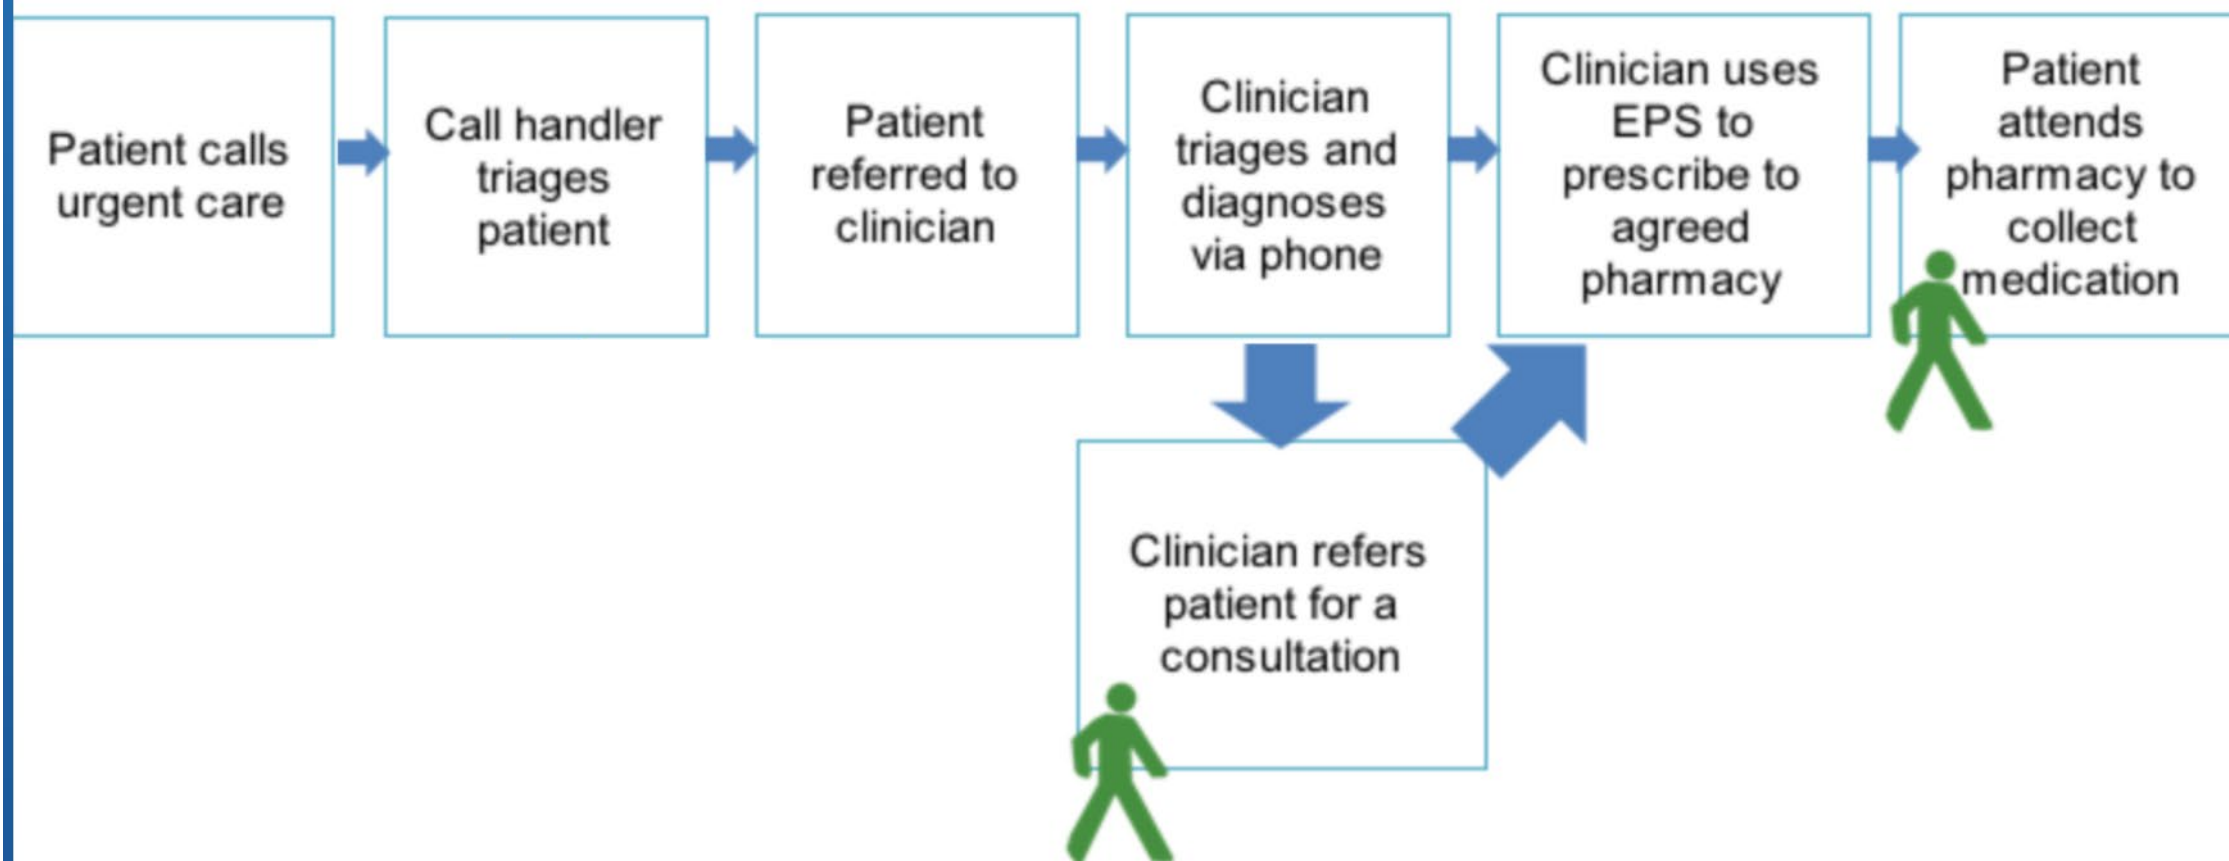 Patient calls
urgent care
Call handler
triages
patient
Patient
referred to
clinician
Clinician
triages and
diagnoses
via phone
Clinician uses
EPS to
prescribe to
agreed
pharmacy
Patient
attends
pharmacy to
collect
medication
Clinician refers
patient for a
consultation